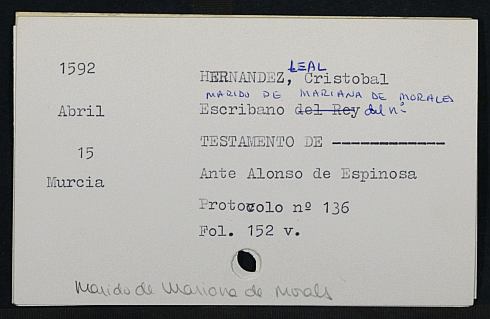 1592
LEAL
HERNANDEZ, Cristobal
MARIDO DE MARIANA DE MORALES
Abril
Escribano del Rey del nº
TESTAMENTO DE -------------
15
Murcia
Ante Alonso de Espinosa
Protocolo nº 136
Fol. 152 v.
Marido de Mariana de Morals